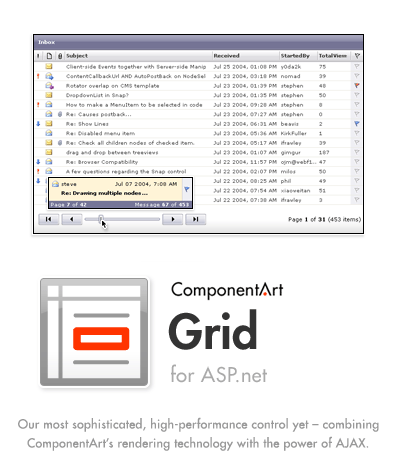 Inbox
! Subject Received StartedBy TotalView
Client-side Events together with Server-side Manip Jul 25 2004, 01:08 PM y0da2k 75
! ContentCallbackUrl AND AutoPostBack on NodeSel Jul 23 2004, 03:18 PM nomad 39
Rotator overlap on CMS template Jul 23 2004, 01:39 PM stephen 48
DropdownList in Snap? Jul 23 2004, 01:35 PM stephen 50
! How to make a MenuItem to be selected in code Jul 23 2004, 09:28 AM stephen 8
Re: Causes postback... Jul 23 2004, 07:27 AM stephen 0
Re: Show Lines Jul 23 2004, 06:31 AM beavis 2
Re: Disabled menu item Jul 23 2004, 05:36 AM KirkFuller 1
Re: Check all children nodes of checked item. Jul 23 2004, 05:17 AM ifrawley 39
drag and drop between treeviews Jul 23 2004, 01:07 AM gimgur 187
Re: Browser Compatibility Jul 22 2004, 11:57 PM ojm@webf1... 47
! A few questions regarding the Snap control Jul 22 2004, 02:07 PM milos 50
Jul 22 2004, 08:25 AM phil 49
Jul 22 2004, 07:54 AM xiaoweitan 51
Jul 22 2004, 07:38 AM ifrawley 3
steve Jul 07 2004, 7:08 AM
Re: Drawing multiple nodes...
Page 7 of 42 Message 67 of 453
Page 1 of 31 (453 items)
ComponentArt
Grid
for ASP.net
Our most sophisticated, high-performance control yet – combining
ComponentArt's rendering technology with the power of AJAX.